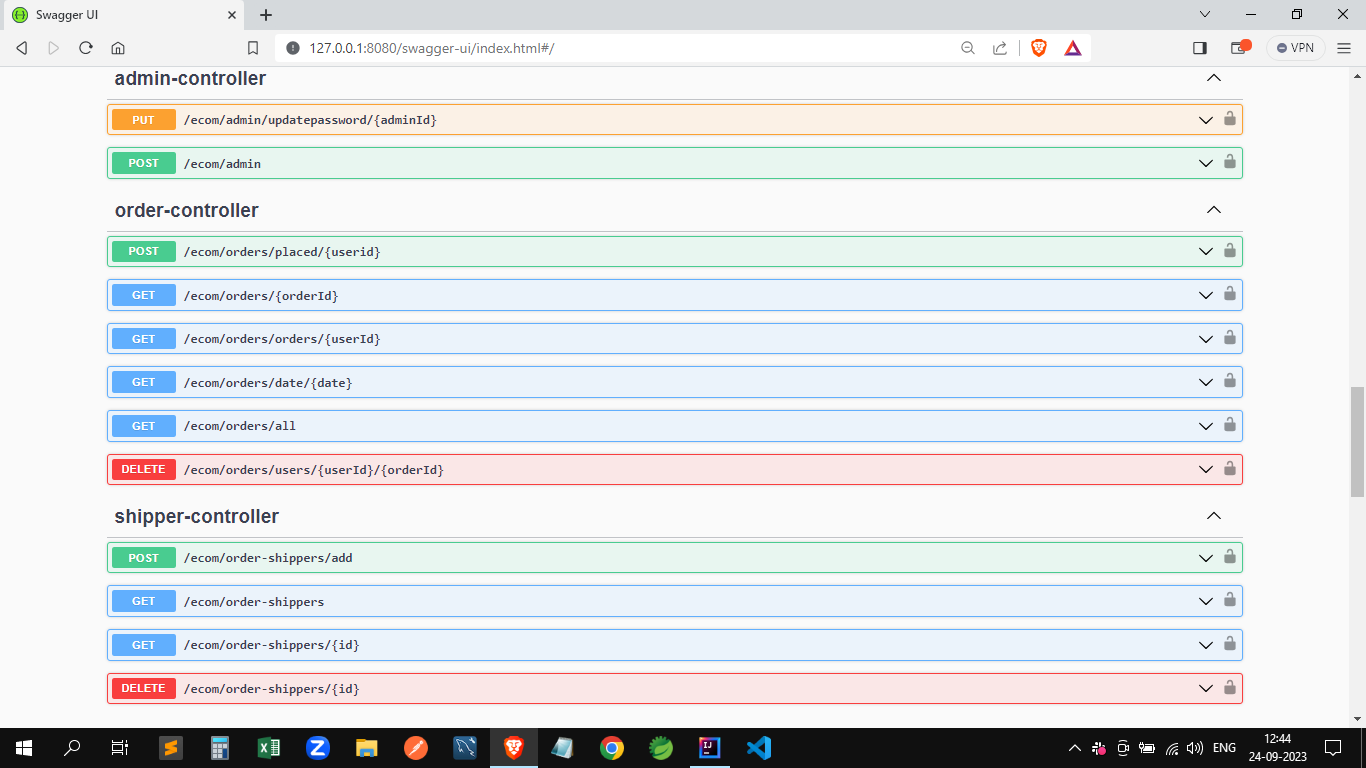 Swagger UI
127.0.0.1:8080/swagger-ui/index.html#/
VPN
admin-controller
PUT /ecom/admin/updatepassword/{adminId}
POST /ecom/admin
order-controller
POST /ecom/orders/placed/{userid}
GET /ecom/orders/{orderId}
GET /ecom/orders/orders/{userId}
GET /ecom/orders/date/{date}
GET /ecom/orders/all
DELETE /ecom/orders/users/{userId}/{orderId}
shipper-controller
POST /ecom/order-shippers/add
GET /ecom/order-shippers
GET /ecom/order-shippers/{id}
DELETE /ecom/order-shippers/{id}
ENG
12:44
24-09-2023